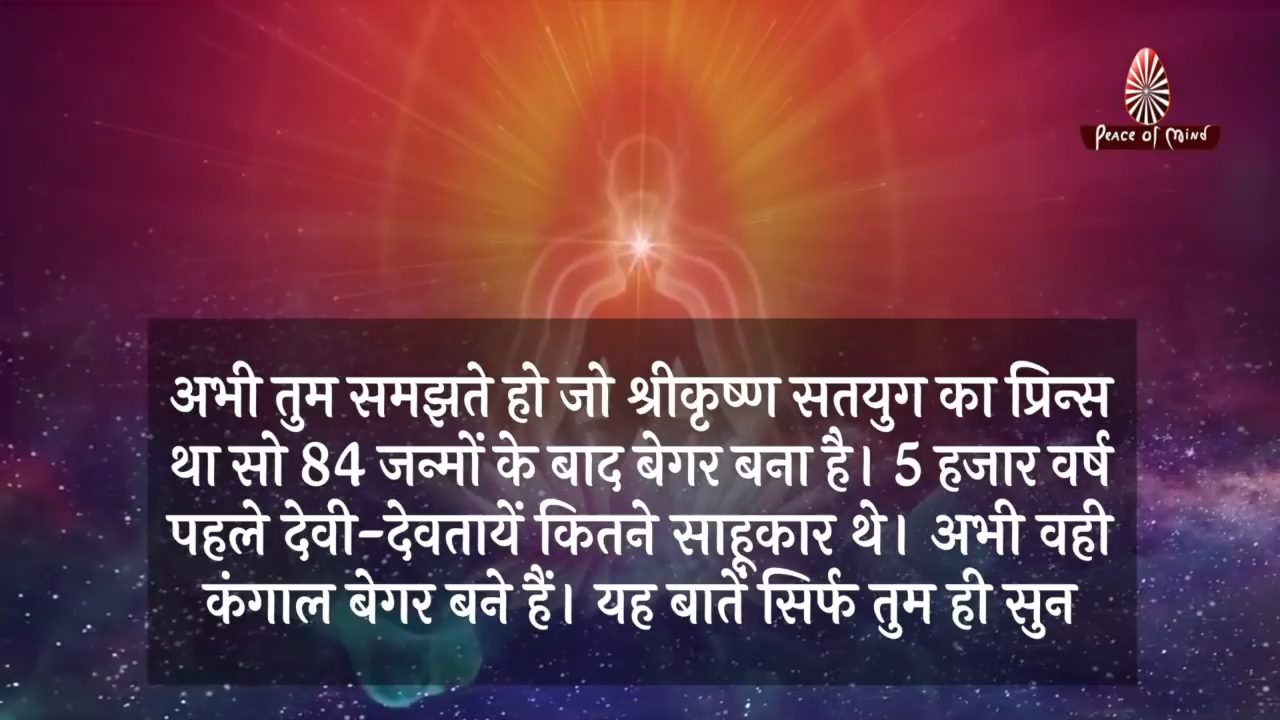 Peace of Mind
अभी तुम समझते हो जो श्रीकृष्ण सतयुग का प्रिन्स
था सो 84 जन्मों के बाद बेगर बना है। 5 हजार वर्ष
पहले देवी-देवतायें कितने साहूकार थे। अभी वही
कंगाल बेगर बने हैं। यह बातें सिर्फ तुम ही सुन